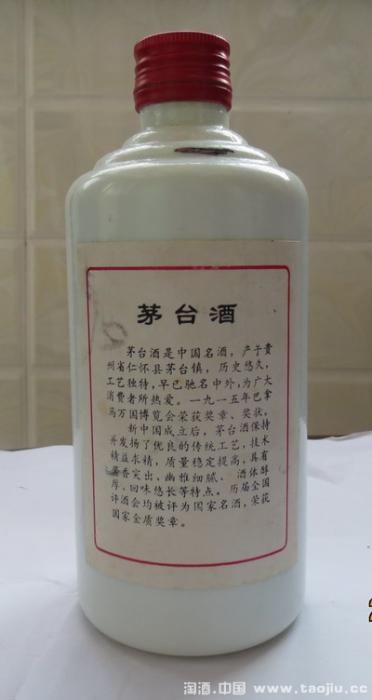 茅台酒
茅台酒是中国名酒，产于贵
州省仁怀县茅台镇，历史悠久，
工艺独特，早已驰名中外，为广大
消费者所热爱。一九一五年巴拿
马万国博览会荣获奖章、奖状。
新中国成立后，茅台酒保持
并发扬了优良的传统工艺，技术
精益求精，质量稳定提高，具有
酱香突出、幽雅细腻、酒体醇
厚、回味悠长等特点。历届全国
评酒会均被评为国家名酒，荣获
国家金质奖章。
淘酒.中国 www.taojiu.cc